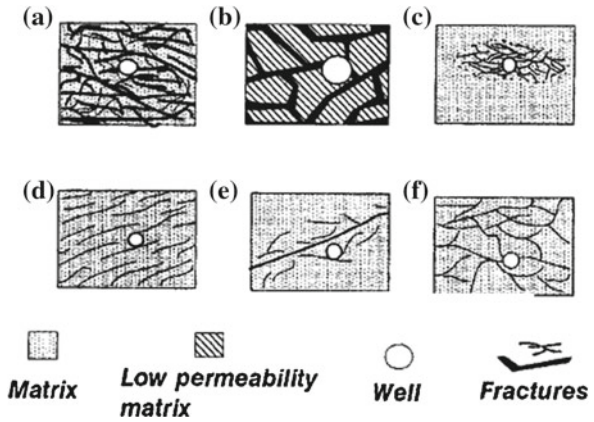 (a) (b) (c)
(d) (e) (f)
Matrix Low permeability matrix Well Fractures